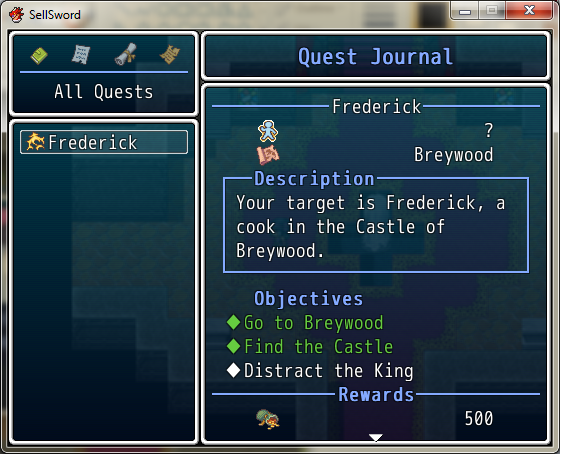 SellSword
All Quests
Frederick
Quest Journal
Frederick
?
Breywood
Description
Your target is Frederick, a
cook in the Castle of
Breywood.
Objectives
Go to Breywood
Find the Castle
Distract the King
Rewards
500